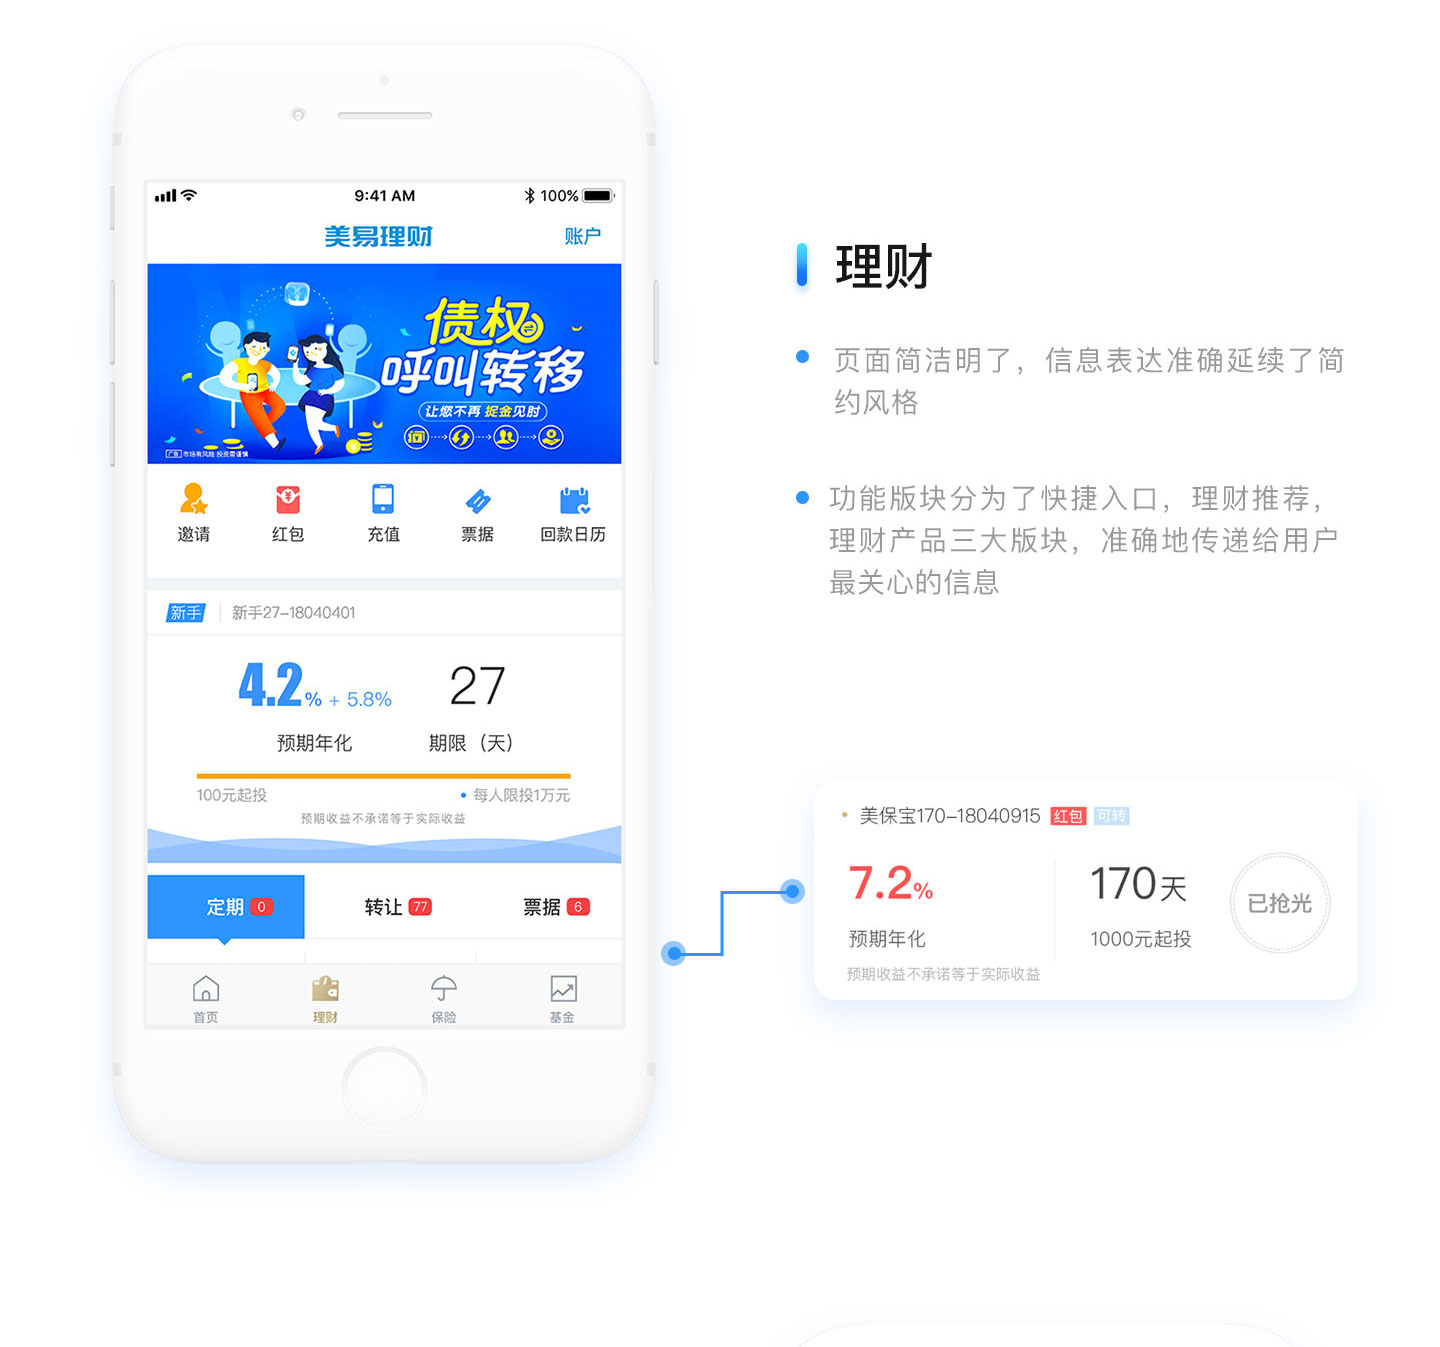 9:41 AM
100%
美易理财
账户
债权
呼叫转移
让您不再 捉金见肘
广告 市场有风险 投资需谨慎
邀请
红包
充值
票据
回款日历
新手
新手27-18040401
4.2% + 5.8%
27
预期年化
期限（天）
100元起投
• 每人限投1万元
预期收益不承诺等于实际收益
定期 0
转让 77
票据 6
首页
理财
保险
基金
理财
• 页面简洁明了，信息表达准确延续了简
约风格
• 功能版块分为了快捷入口，理财推荐，
理财产品三大版块，准确地传递给用户
最关心的信息
• 美保宝170-18040915 红包 可转
7.2%
170天
已抢光
预期年化
1000元起投
预期收益不承诺等于实际收益